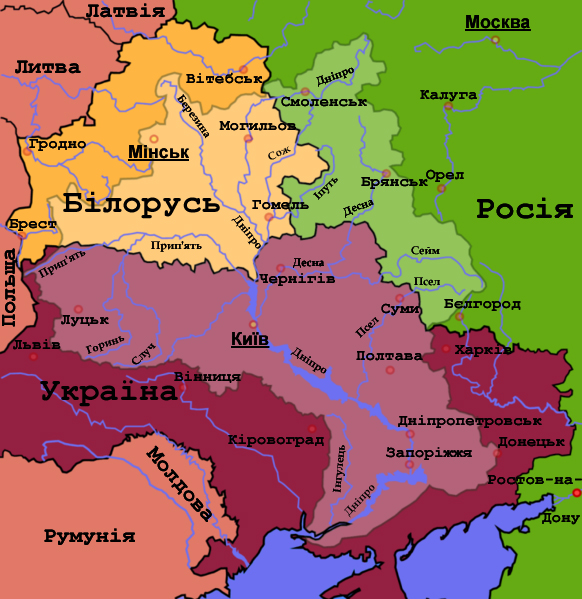 Латвія
Москва
Литва
Вітебськ
Дніпро
Смоленськ
Калуга
Березина
Могильов
Гродно
Мінськ
Сож
Орел
Брянськ
Іпуть
Білорусь
Гомель
Десна
Росія
Брест
Дніпро
Прип'ять
Сейм
Прип'ять
Десна
Чернігів
Псел
Польща
Луцьк
Суми
Бєлгород
Київ
Псел
Львів
Горинь
Случ
Дніпро
Полтава
Харків
Вінниця
Україна
Дніпропетровськ
Кіровоград
Донецьк
Запоріжжя
Інгулець
Молдова
Ростов-на-
Дніпро
Дону
Румунія